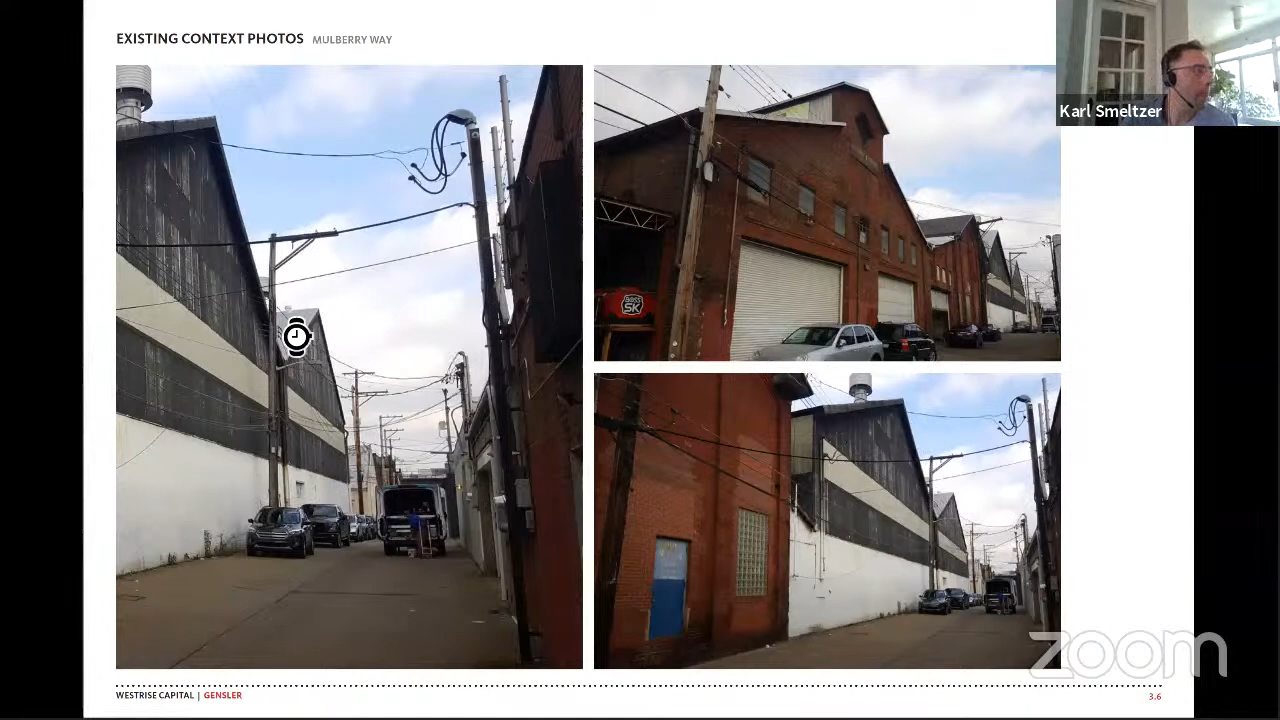 EXISTING CONTEXT PHOTOS MULBERRY WAY
Karl Smeltzer
BOSS
SK
WESTRISE CAPITAL | GENSLER
3.6
zoom